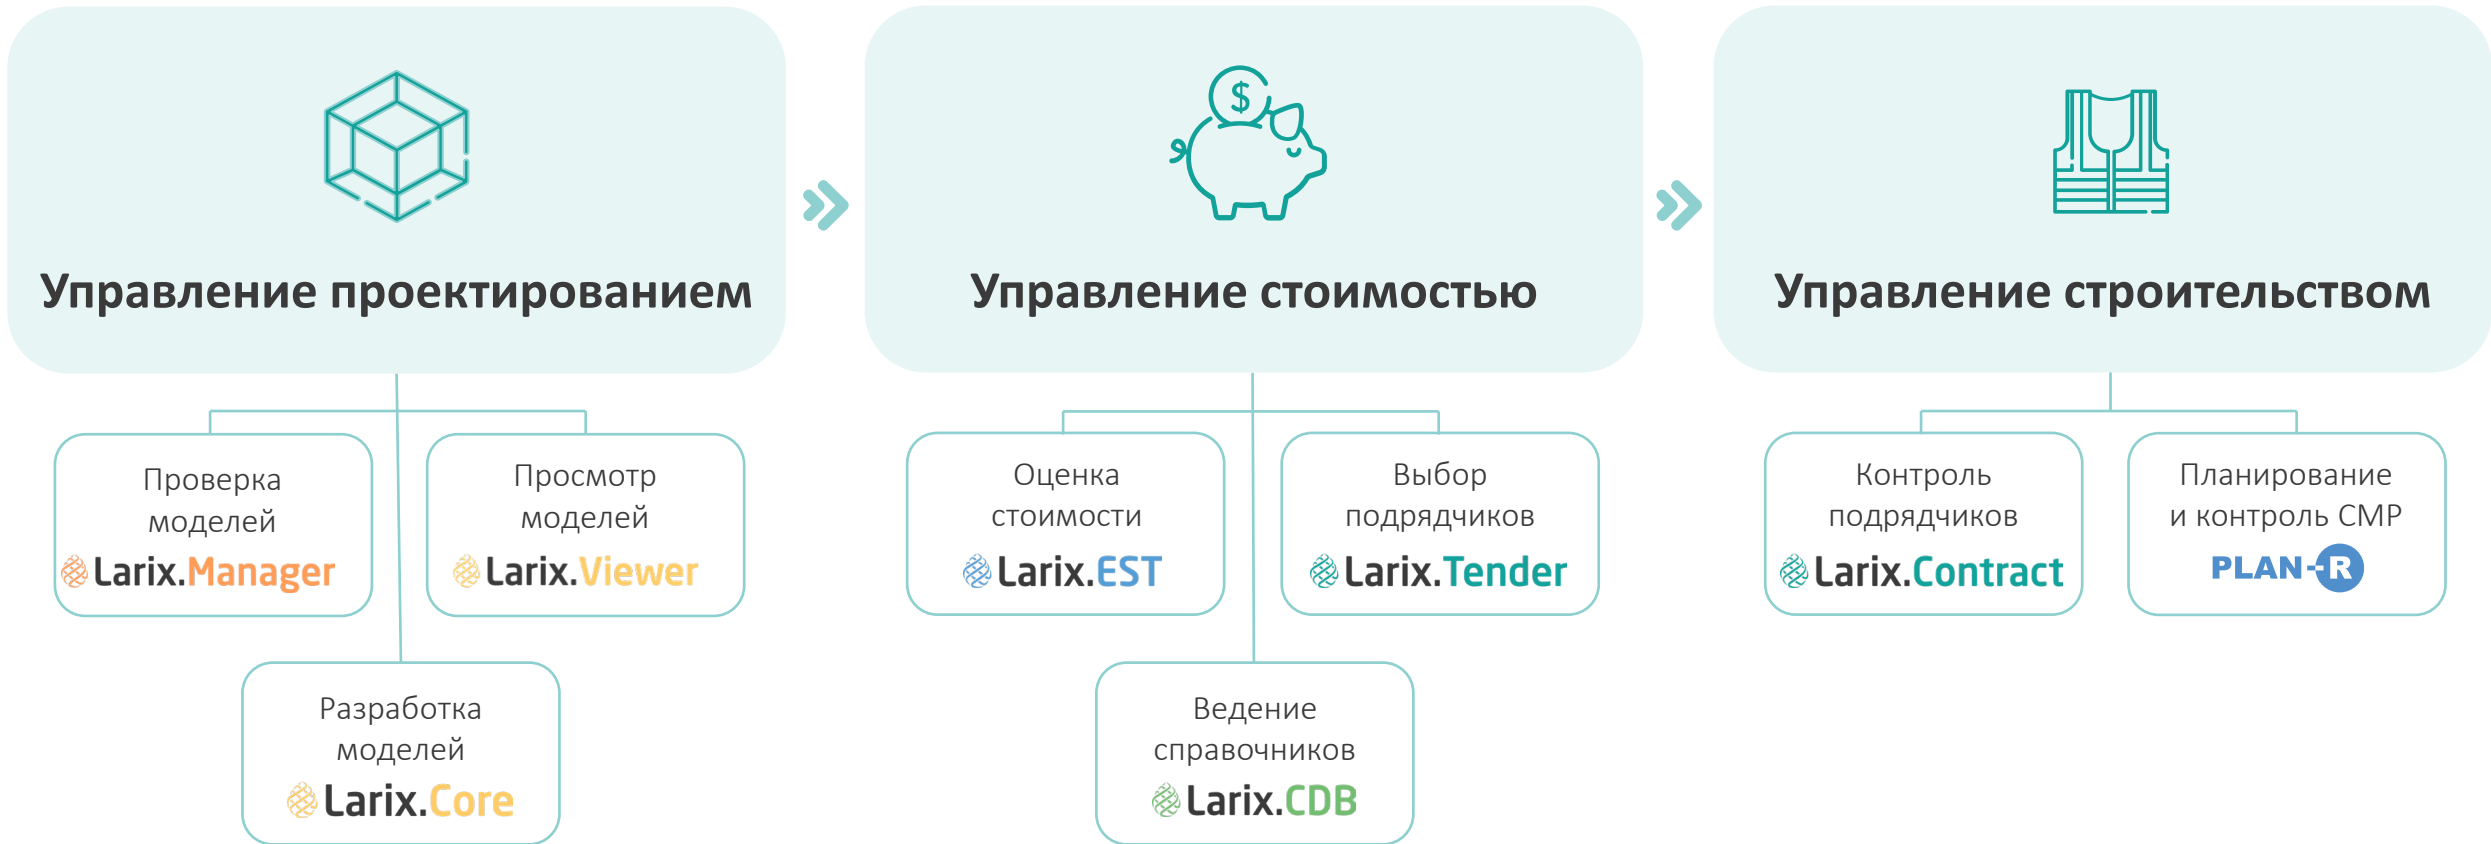 $
Управление проектированием
Управление стоимостью
Управление строительством
Проверка
моделей
Larix.Manager
Просмотр
моделей
Larix.Viewer
Разработка
моделей
Larix.Core
Оценка
стоимости
Larix.EST
Выбор
подрядчиков
Larix.Tender
Ведение
справочников
Larix.CDB
Контроль
подрядчиков
Larix.Contract
Планирование
и контроль СМР
PLAN-R